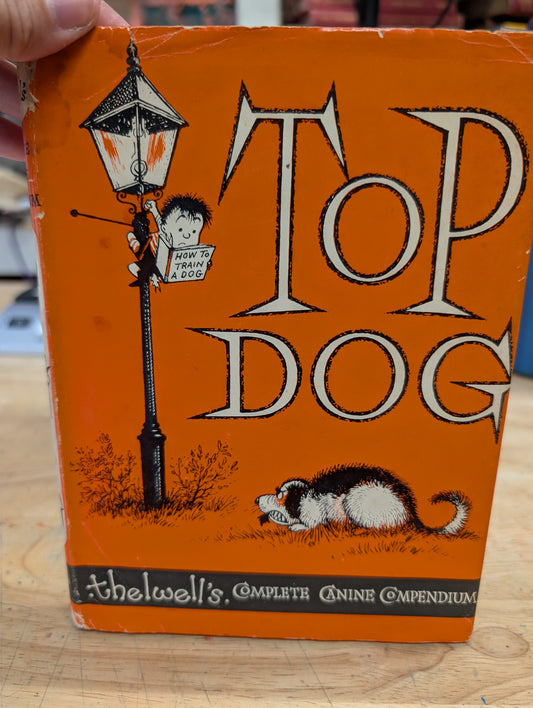 TOP
DOG
HOW TO
TRAIN
A DOG
thelwell's. COMPLETE CANINE COMPENDIUM